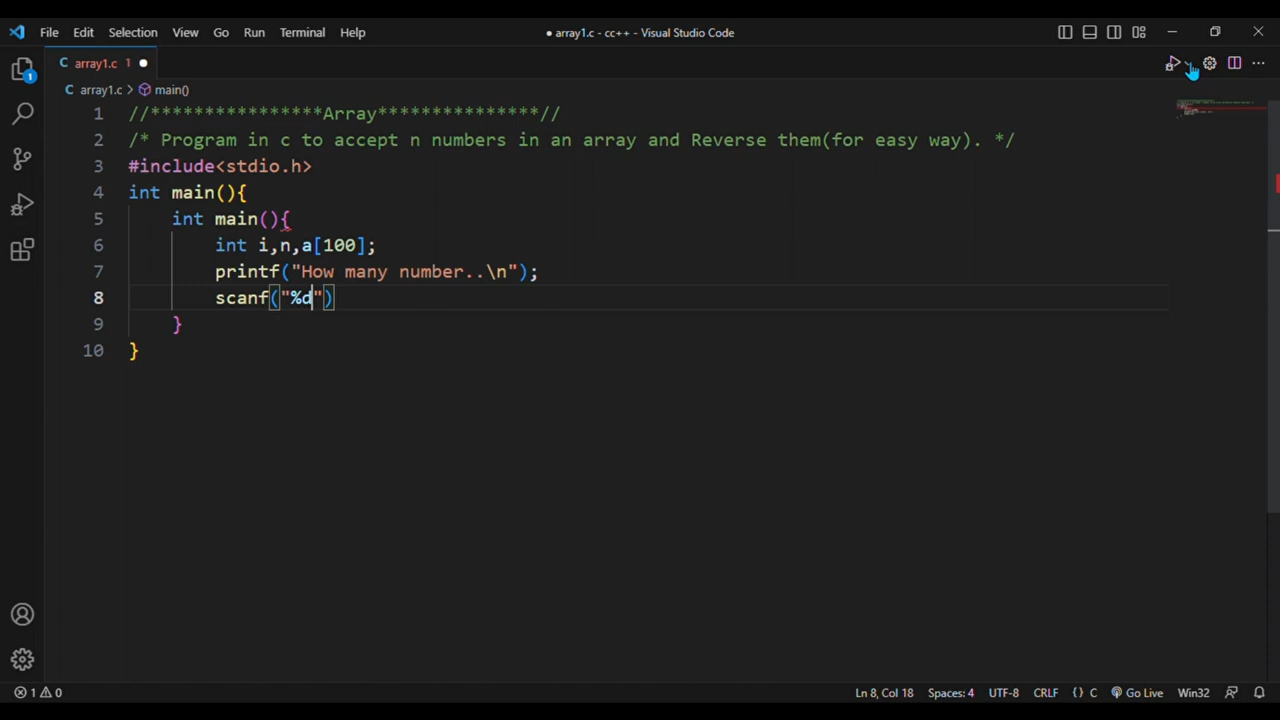 File Edit Selection View Go Run Terminal Help ● array1.c - cc++ - Visual Studio Code
C array1.c 1 ●
C array1.c > main()
1 //****************Array***************//
2 /* Program in c to accept n numbers in an array and Reverse them(for easy way). */
3 #include<stdio.h>
4 int main(){
5 int main(){
6 int i,n,a[100];
7 printf("How many number..\n");
8 scanf("%d")
9 }
10 }
1
1 0 Ln 8, Col 18 Spaces: 4 UTF-8 CRLF {} C Go Live Win32